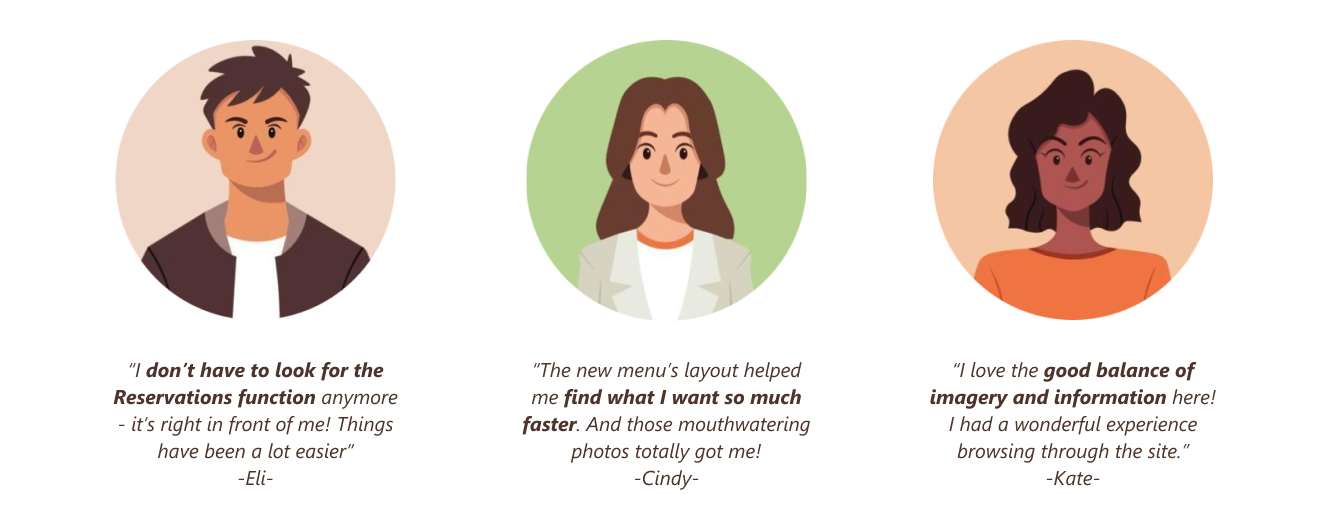 “I don’t have to look for the
Reservations function anymore
- it’s right in front of me! Things
have been a lot easier”
-Eli-
“The new menu’s layout helped
me find what I want so much
faster. And those mouthwatering
photos totally got me!
-Cindy-
“I love the good balance of
imagery and information here!
I had a wonderful experience
browsing through the site.”
-Kate-